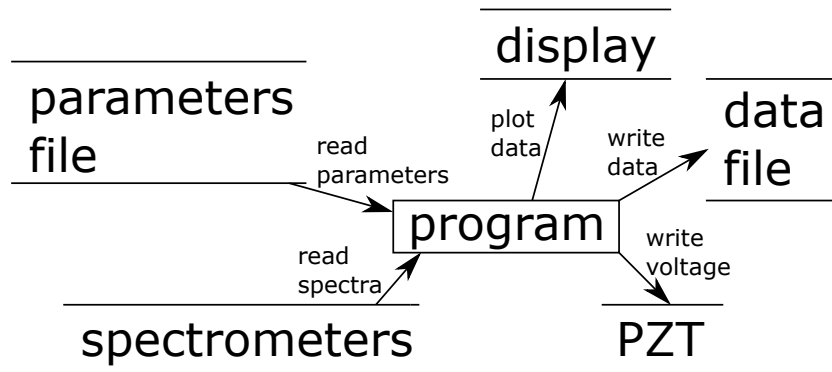 display
parameters
file
data
file
plot
data
write
data
read
parameters
program
read
spectra
write
voltage
spectrometers
PZT